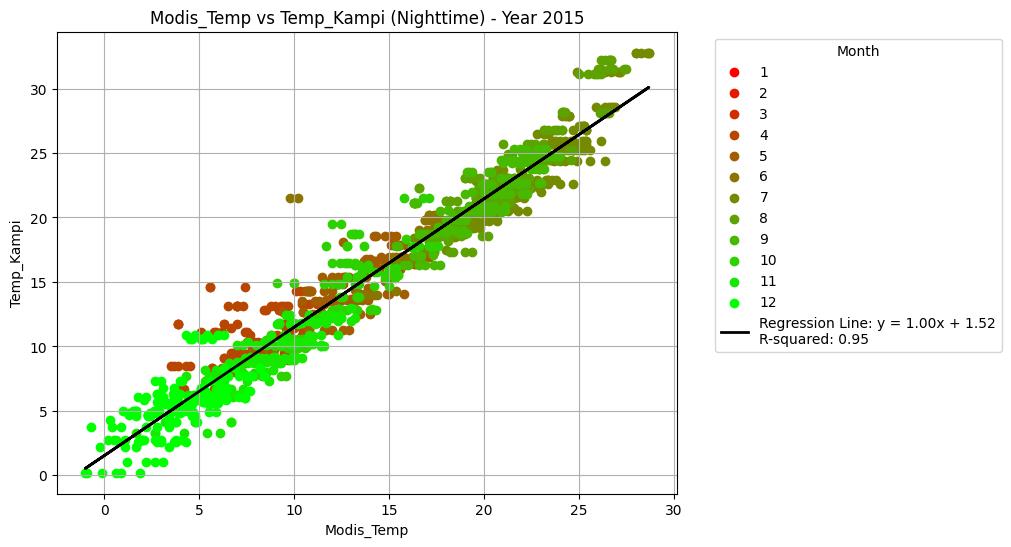 Modis_Temp vs Temp_Kampi (Nighttime) - Year 2015
Temp_Kampi
30
25
20
15
10
5
0
0 5 10 15 20 25 30
Modis_Temp
Month
1
2
3
4
5
6
7
8
9
10
11
12
Regression Line: y = 1.00x + 1.52
R-squared: 0.95